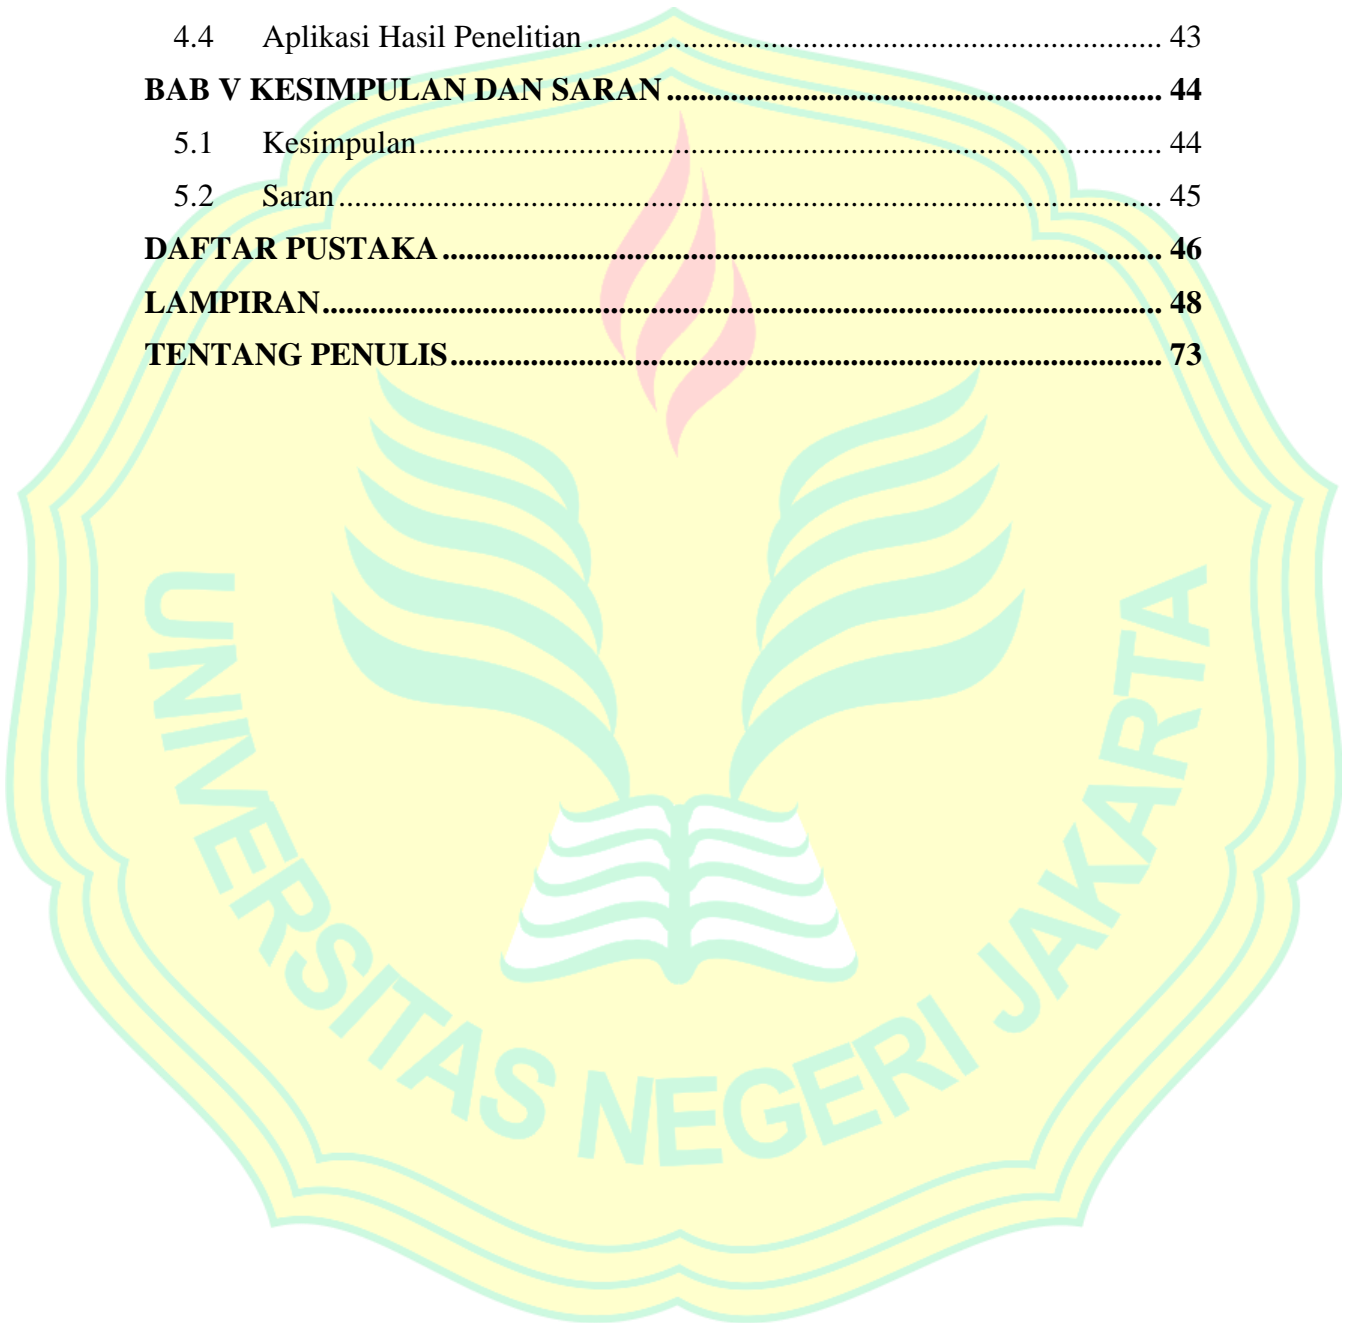 4.4 Aplikasi Hasil Penelitian ........................................................................ 43
BAB V KESIMPULAN DAN SARAN .............................................................. 44
5.1 Kesimpulan ............................................................................................. 44
5.2 Saran ....................................................................................................... 45
DAFTAR PUSTAKA .......................................................................................... 46
LAMPIRAN ......................................................................................................... 48
TENTANG PENULIS ......................................................................................... 73
UNIVERSITAS NEGERI JAKARTA